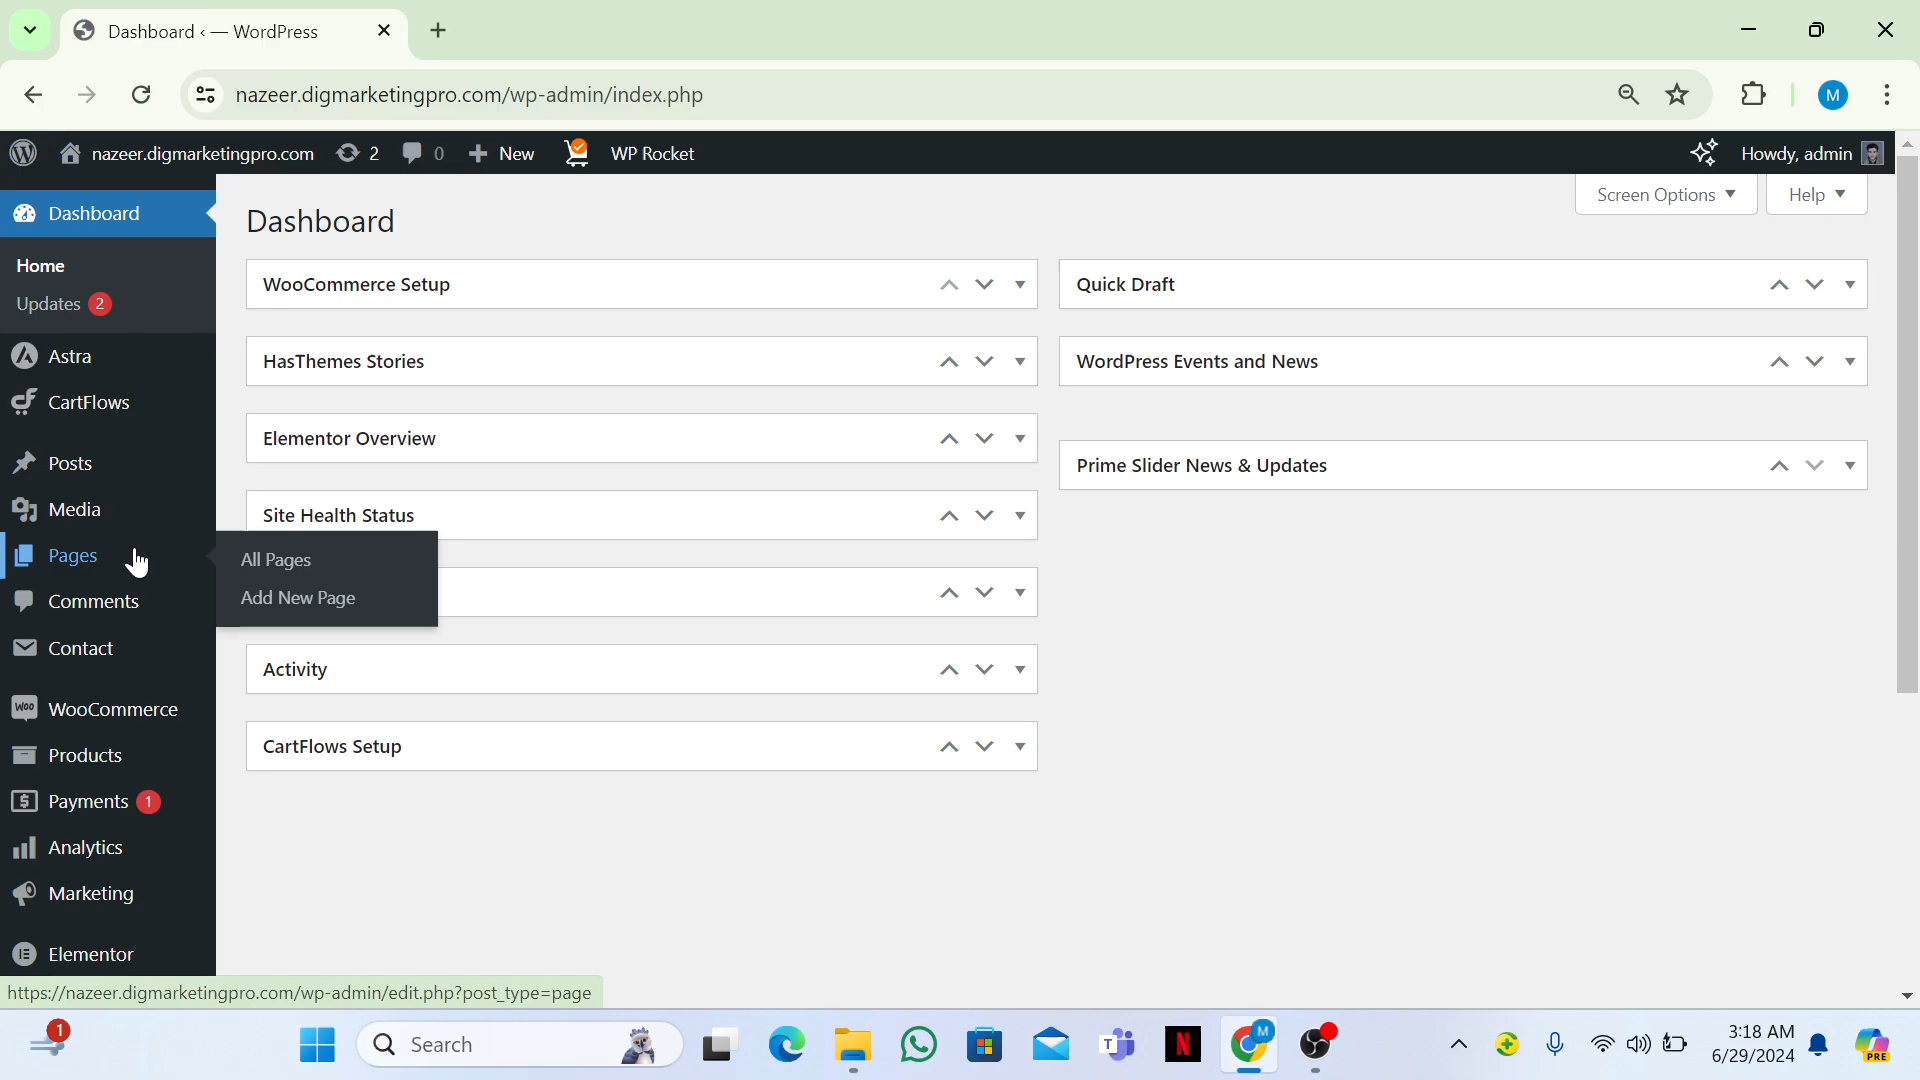 Dashboard ‹ — WordPress
nazeer.digmarketingpro.com/wp-admin/index.php
M
nazeer.digmarketingpro.com 2 0 New WP Rocket Howdy, admin
Screen Options Help
Dashboard
Dashboard
Home
Updates 2
Astra
CartFlows
Posts
Media
Pages
Comments
Contact
WooCommerce
Products
Payments 1
Analytics
Marketing
Elementor
All Pages
Add New Page
WooCommerce Setup
HasThemes Stories
Elementor Overview
Site Health Status
Activity
CartFlows Setup
Quick Draft
WordPress Events and News
Prime Slider News & Updates
https://nazeer.digmarketingpro.com/wp-admin/edit.php?post_type=page
1
Search
M
3:18 AM
6/29/2024
PRE